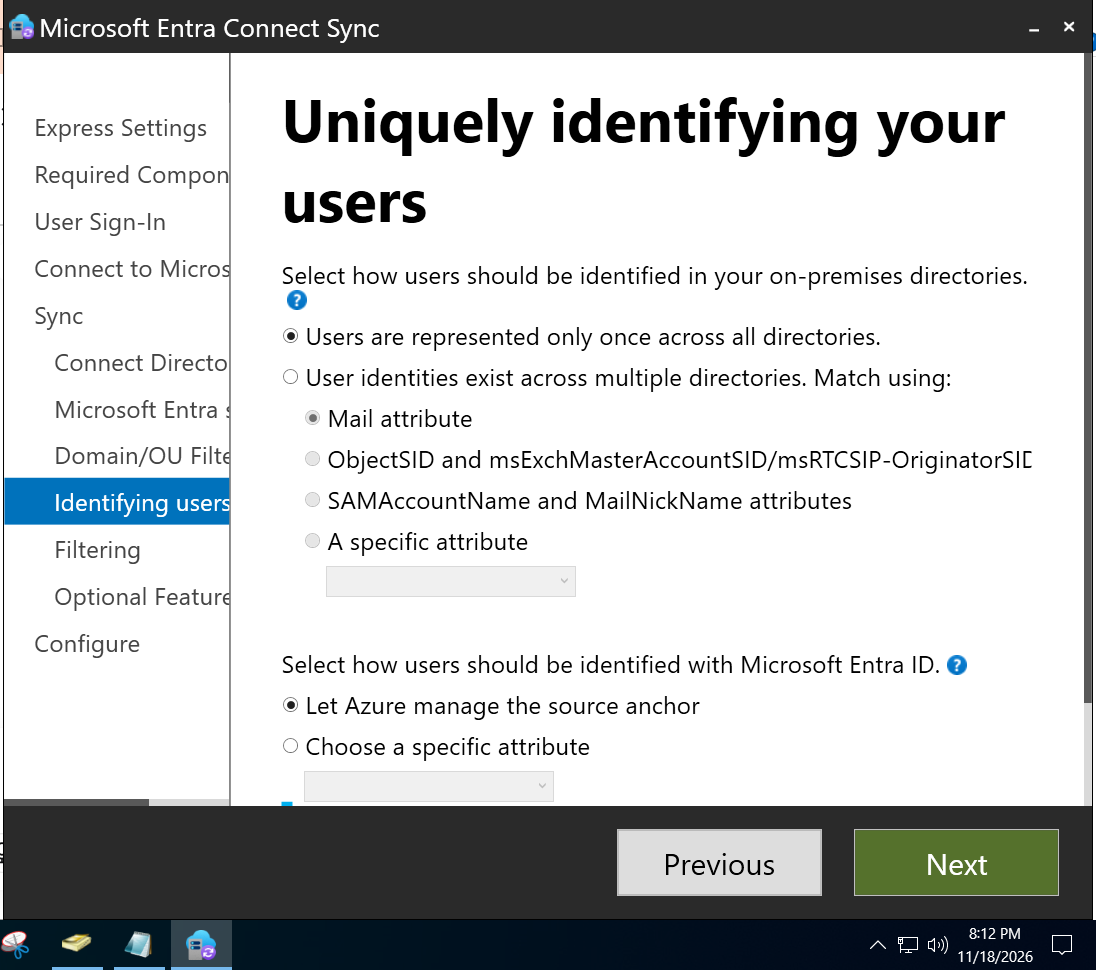 Microsoft Entra Connect Sync
Express Settings
Required Compon
User Sign-In
Connect to Micros
Sync
Connect Directo
Microsoft Entra s
Domain/OU Filte
Identifying users
Filtering
Optional Feature
Configure
Uniquely identifying your
users
Select how users should be identified in your on-premises directories.
?
Users are represented only once across all directories.
User identities exist across multiple directories. Match using:
Mail attribute
ObjectSID and msExchMasterAccountSID/msRTCSIP-OriginatorSID
SAMAccountName and MailNickName attributes
A specific attribute
Select how users should be identified with Microsoft Entra ID. ?
Let Azure manage the source anchor
Choose a specific attribute
Previous
Next
8:12 PM
11/18/2026